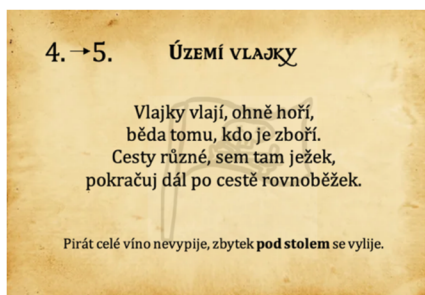 4.→5. Území vlajky
Vlajky vlají, ohně hoří,
běda tomu, kdo je zboří.
Cesty různé, sem tam ježek,
pokračuj dál po cestě rovnoběžek.
Pirát celé víno nevypije, zbytek pod stolem se vylije.